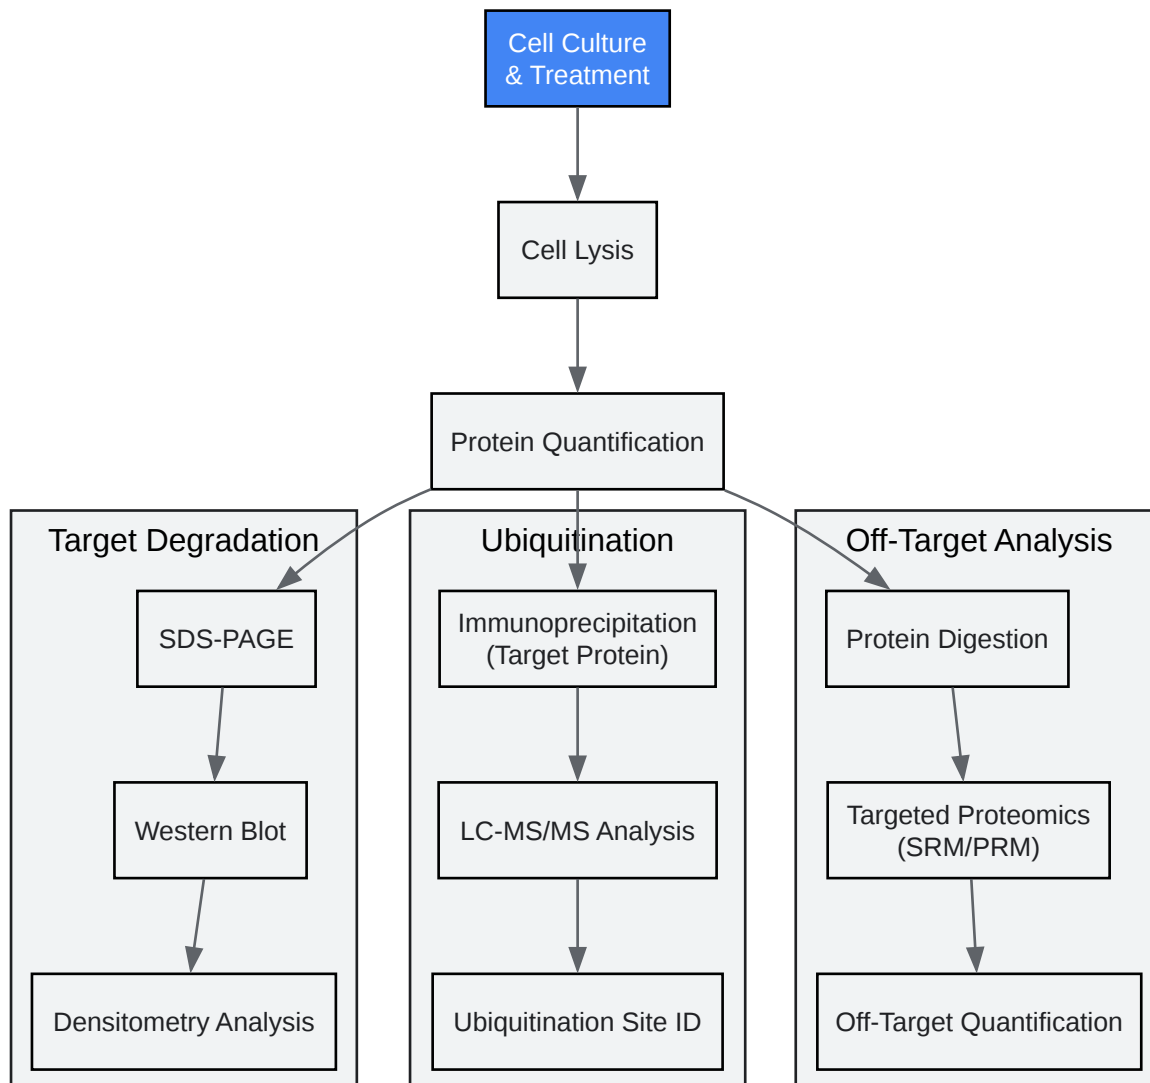 Cell Culture
& Treatment
Cell Lysis
Protein Quantification
Target Degradation
SDS-PAGE
Western Blot
Densitometry Analysis
Ubiquitination
Immunoprecipitation
(Target Protein)
LC-MS/MS Analysis
Ubiquitination Site ID
Off-Target Analysis
Protein Digestion
Targeted Proteomics
(SRM/PRM)
Off-Target Quantification